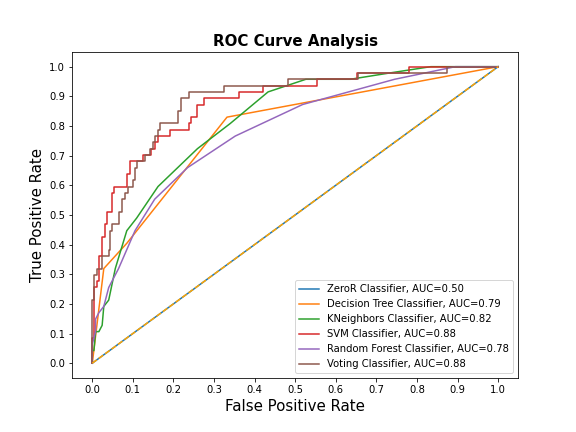 ROC Curve Analysis
True Positive Rate
1.0
0.9
0.8
0.7
0.6
0.5
0.4
0.3
0.2
0.1
0.0
ZeroR Classifier, AUC=0.50
Decision Tree Classifier, AUC=0.79
KNeighbors Classifier, AUC=0.82
SVM Classifier, AUC=0.88
Random Forest Classifier, AUC=0.78
Voting Classifier, AUC=0.88
0.0 0.1 0.2 0.3 0.4 0.5 0.6 0.7 0.8 0.9 1.0
False Positive Rate